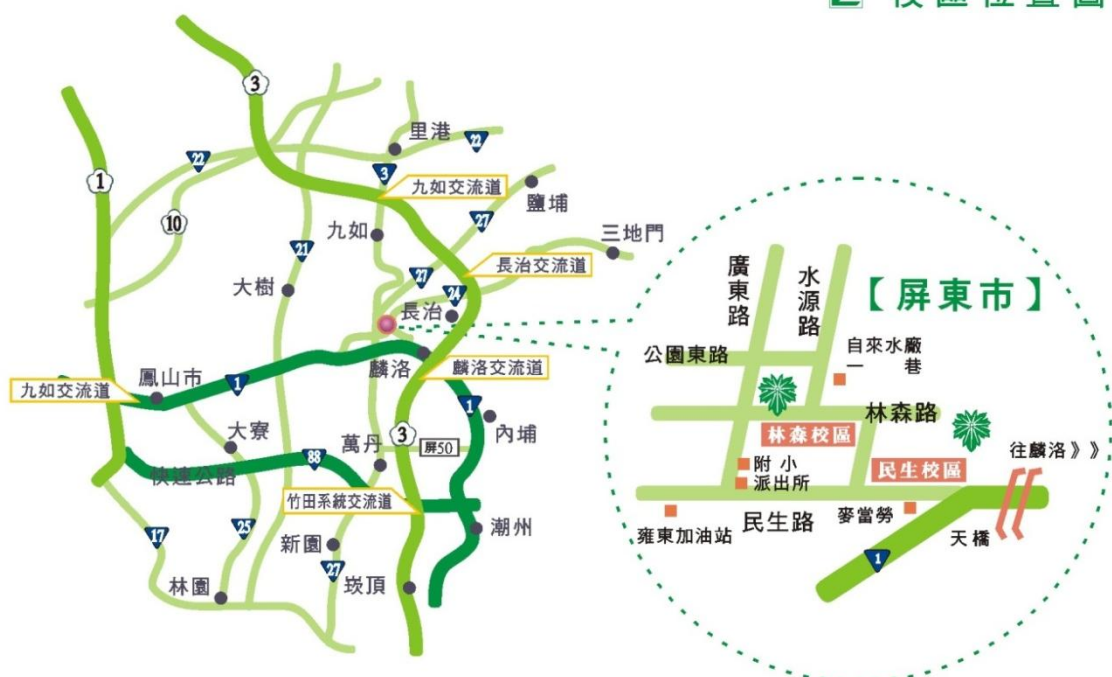 校區位置圖
3
1
22
10
里港
22
3
九如交流道
鹽埔
27
九如
21
三地門
長治交流道
27
大樹
24
長治
麟洛
麟洛交流道
九如交流道
鳳山市
1
1
內埔
3
大寮
萬丹
屏50
快速公路
88
竹田系統交流道
25
17
新園
潮州
27
林園
崁頂
【屏東市】
廣東路
水源路
公園東路
自來水廠
一巷
林森路
林森校區
民生校區
往麟洛》》
附小
派出所
雍東加油站
民生路
麥當勞
天橋
1